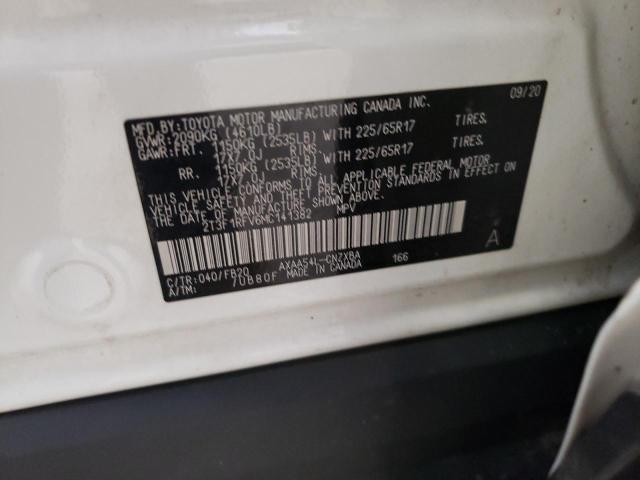 MFD.BY:TOYOTA MOTOR MANUFACTURING CANADA INC. 09/20
GVWR:2090KG (4610LB)
GAWR:FRT. 1150KG (2535LB) WITH 225/65R17 TIRES.
17X7.0J RIMS.
RR. 1150KG (2535LB) WITH 225/65R17 TIRES.
17X7.0J RIMS.
THIS VEHICLE CONFORMS TO ALL APPLICABLE FEDERAL MOTOR
VEHICLE SAFETY AND THEFT PREVENTION STANDARDS IN EFFECT ON
THE DATE OF MANUFACTURE SHOWN ABOVE.
2T3F1RFV6MC141382 MPV
C/TR:040/FB20 AXAA54L-CNZXBA 166 A
A/TM: /UB80F MADE IN CANADA